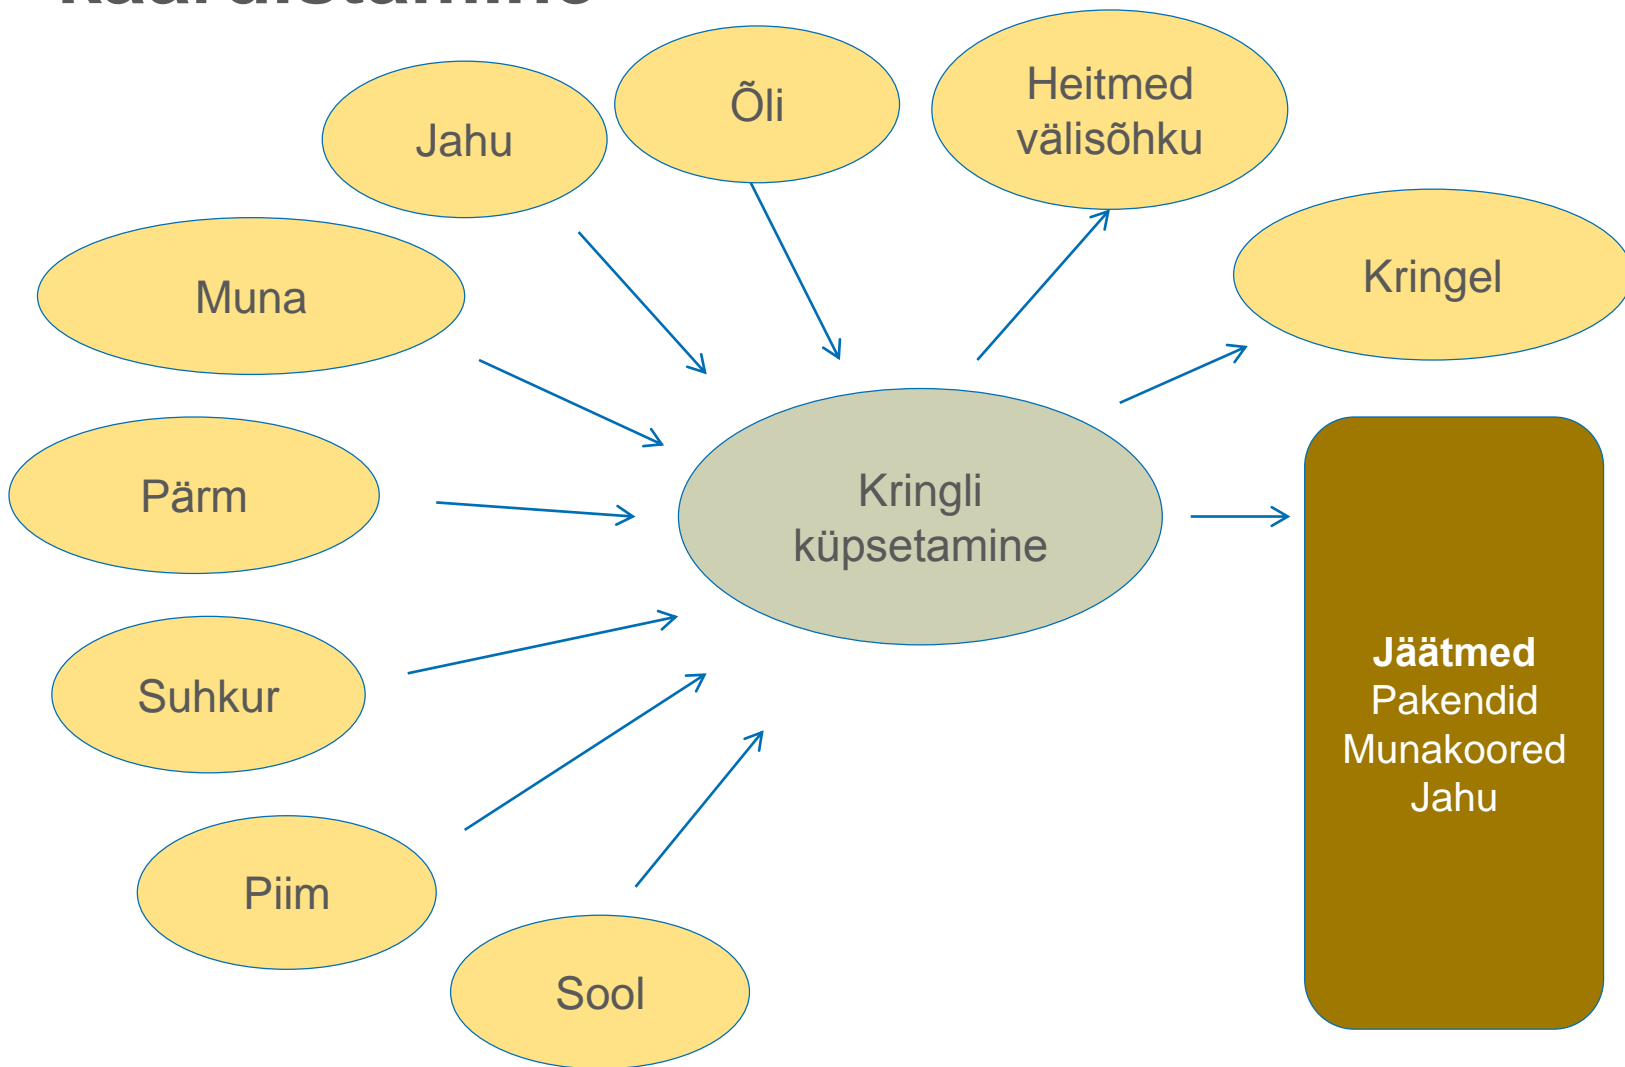 Õli
Heitmed
välisõhku
Jahu
Kringel
Muna
Pärm
Kringli
küpsetamine
Suhkur
Jäätmed
Pakendid
Munakoored
Jahu
Piim
Sool